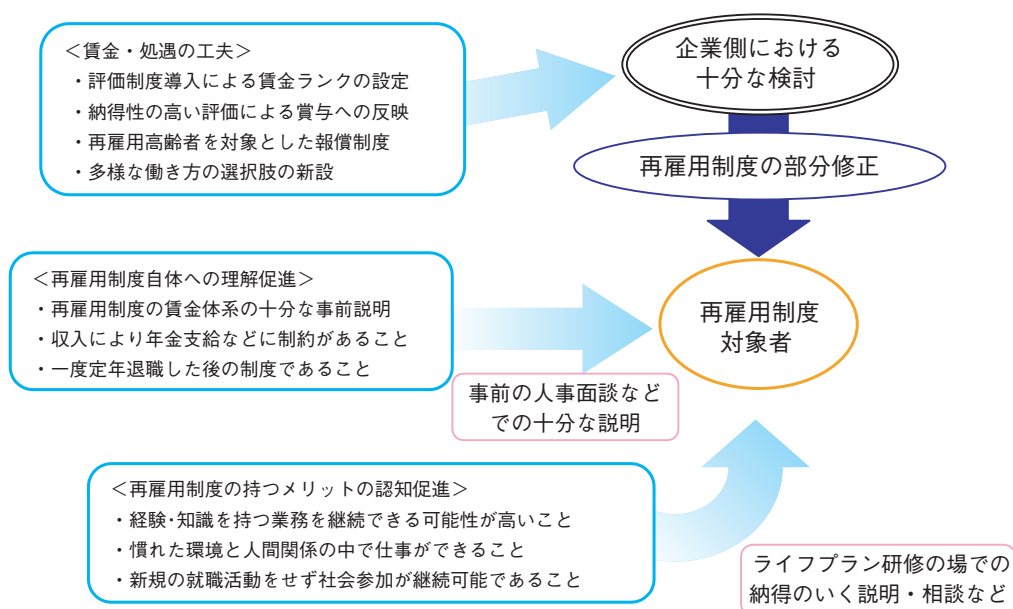 ＜賃金・処遇の工夫＞
・評価制度導入による賃金ランクの設定
・納得性の高い評価による賞与への反映
・再雇用高齢者を対象とした報償制度
・多様な働き方の選択肢の新設
企業側における
十分な検討
再雇用制度の部分修正
＜再雇用制度自体への理解促進＞
・再雇用制度の賃金体系の十分な事前説明
・収入により年金支給などに制約があること
・一度定年退職した後の制度であること
再雇用制度
対象者
事前の人事面談など
での十分な説明
＜再雇用制度の持つメリットの認知促進＞
・経験･知識を持つ業務を継続できる可能性が高いこと
・慣れた環境と人間関係の中で仕事ができること
・新規の就職活動をせず社会参加が継続可能であること
ライフプラン研修の場での
納得のいく説明・相談など